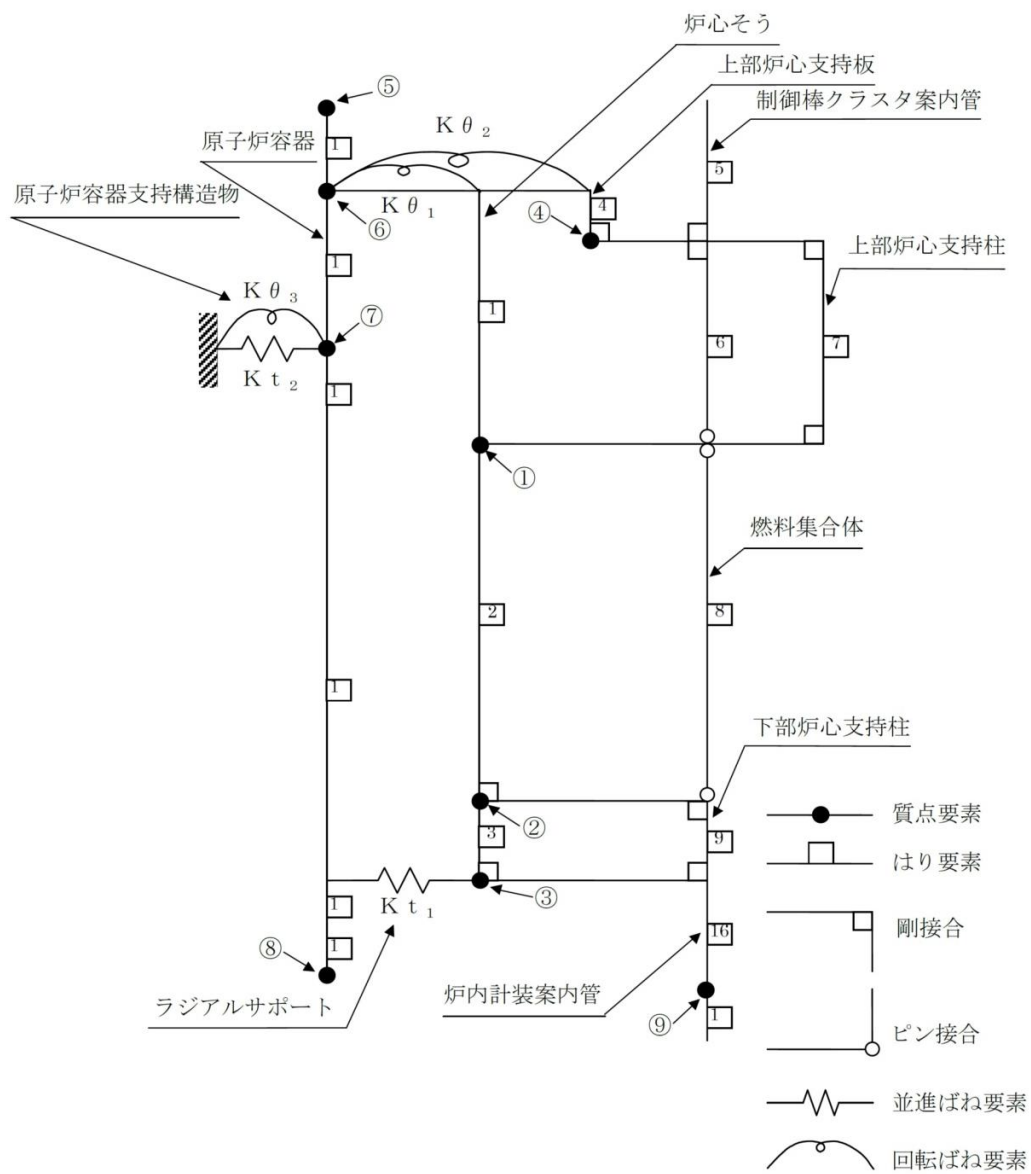 炉心そう
上部炉心支持板
制御棒クラスタ案内管
⑤
原子炉容器
1
Kθ₂
5
原子炉容器支持構造物
Kθ₁
⑥
4
④
上部炉心支持柱
1
Kθ₃
⑦
1
6
7
Kt₂
1
①
燃料集合体
2
8
1
下部炉心支持柱
②
3
9
質点要素
はり要素
③
Kt₁
1
1
16
剛接合
⑧
ラジアルサポート
炉内計装案内管
⑨
1
ピン接合
並進ばね要素
回転ばね要素